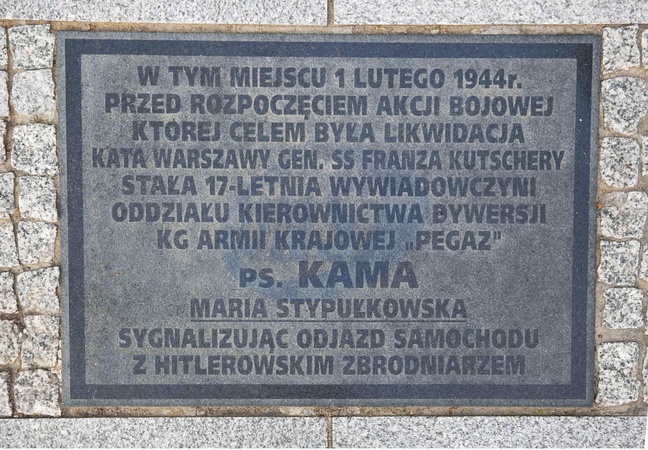 W TYM MIEJSCU 1 LUTEGO 1944r.
PRZED ROZPOCZĘCIEM AKCJI BOJOWEJ
KTÓREJ CELEM BYŁA LIKWIDACJA
KATA WARSZAWY GEN. SS FRANZA KUTSCHERY
STAŁA 17-LETNIA WYWIADOWCZYNI
ODDZIAŁU KIEROWNICTWA DYWERSJI
KG ARMII KRAJOWEJ „PEGAZ”
PS. KAMA
MARIA STYPUŁKOWSKA
SYGNALIZUJĄC ODJAZD SAMOCHODU
Z HITLEROWSKIM ZBRODNIARZEM